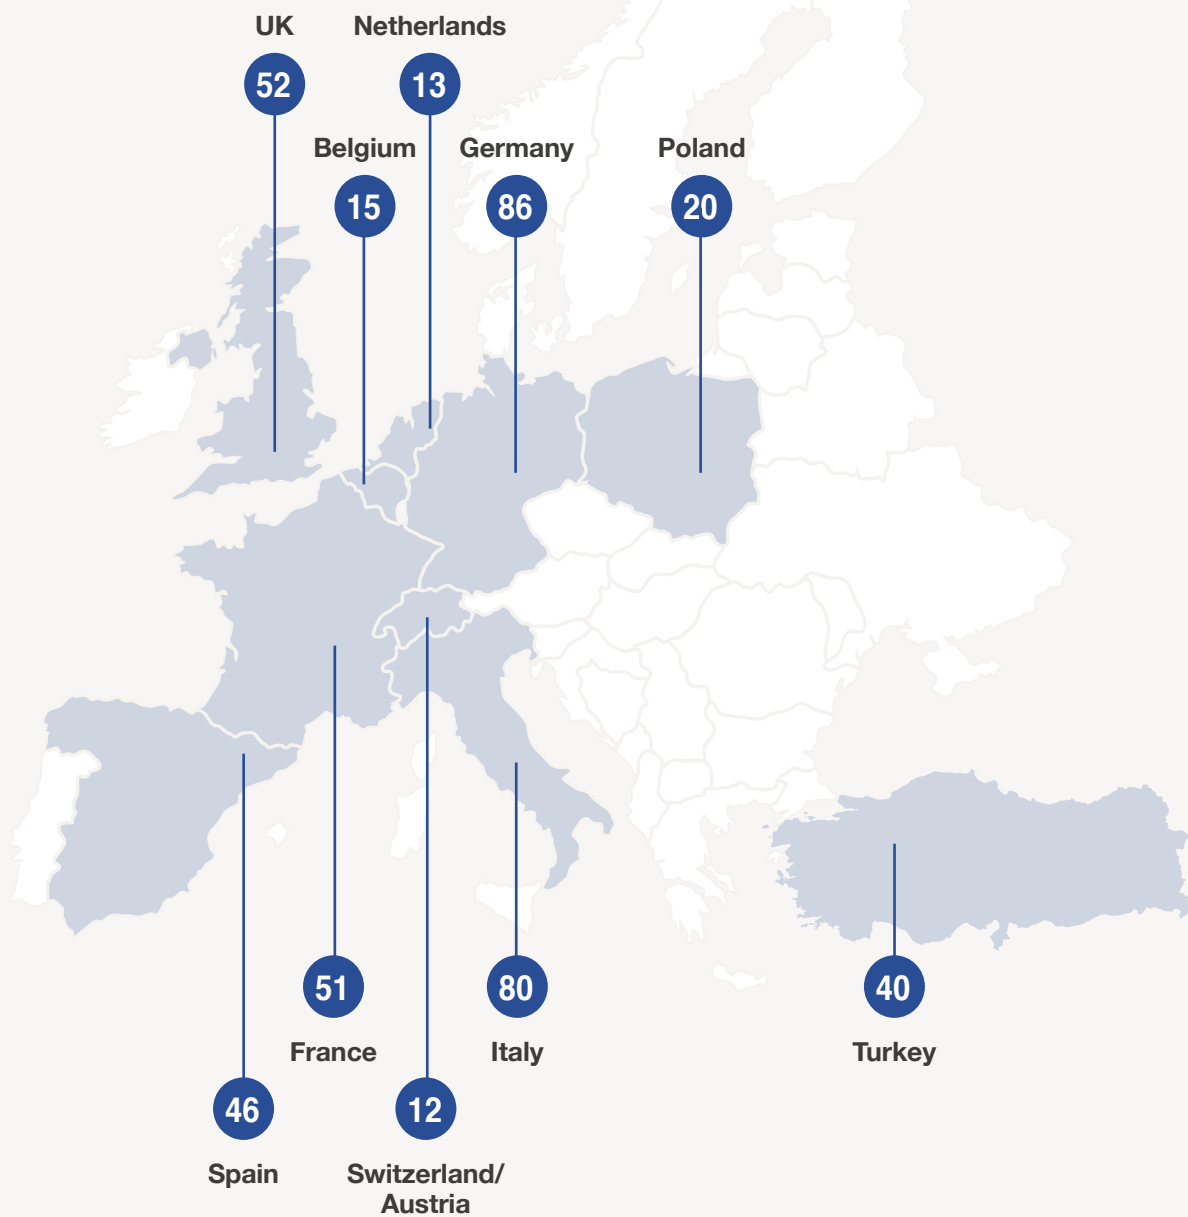 UK
52
Netherlands
13
Belgium
15
Germany
86
Poland
20
51
France
80
Italy
40
Turkey
46
Spain
12
Switzerland/
Austria